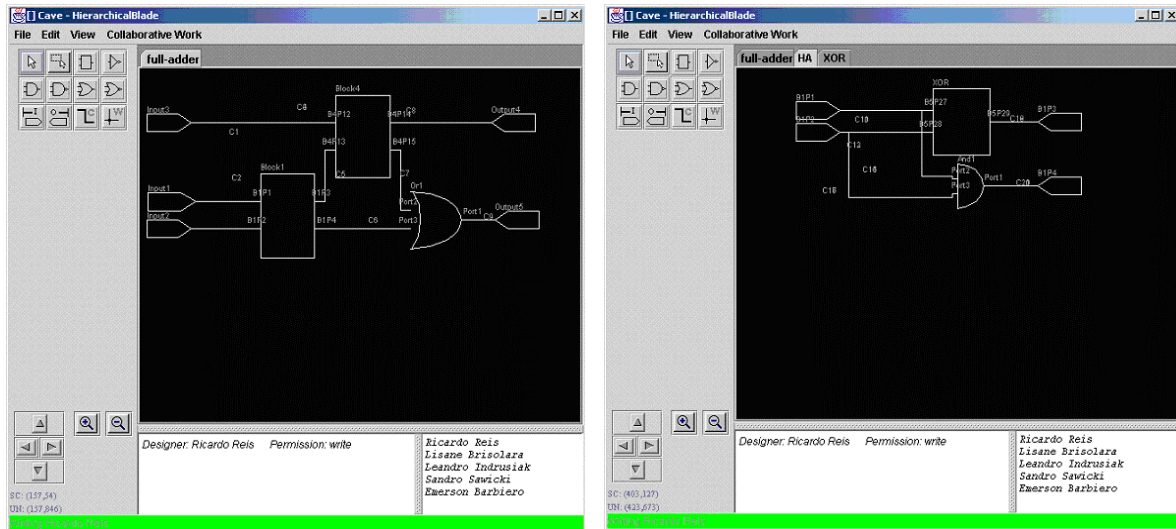 [] Cave - HierarchicalBlade
File Edit View Collaborative Work
full-adder
Block4
Input3
C8
B4P12
B4P14
C8
Output4
C1
B4P13
B4P15
Block1
C5
C7
Input1
C2
B1P1
B1P3
Or1
Port2
Input2
B1P2
B1P4
C6
Port3
Port1
C9
Output5
Designer: Ricardo Reis Permission: write
Ricardo Reis
Lisane Brisolara
Leandro Indrusiak
Sandro Sawicki
Emerson Barbiero
SC: (157,54)
UN: (157,846)
[] Cave - HierarchicalBlade
File Edit View Collaborative Work
full-adder HA XOR
XOR
B1P1
B5P27
B1P3
C10
B5P29
B5P28
C13
And1
C16
Port2
Port1
B1P4
C18
Port3
C20
Designer: Ricardo Reis Permission: write
Ricardo Reis
Lisane Brisolara
Leandro Indrusiak
Sandro Sawicki
Emerson Barbiero
SC: (403,127)
UN: (423,673)